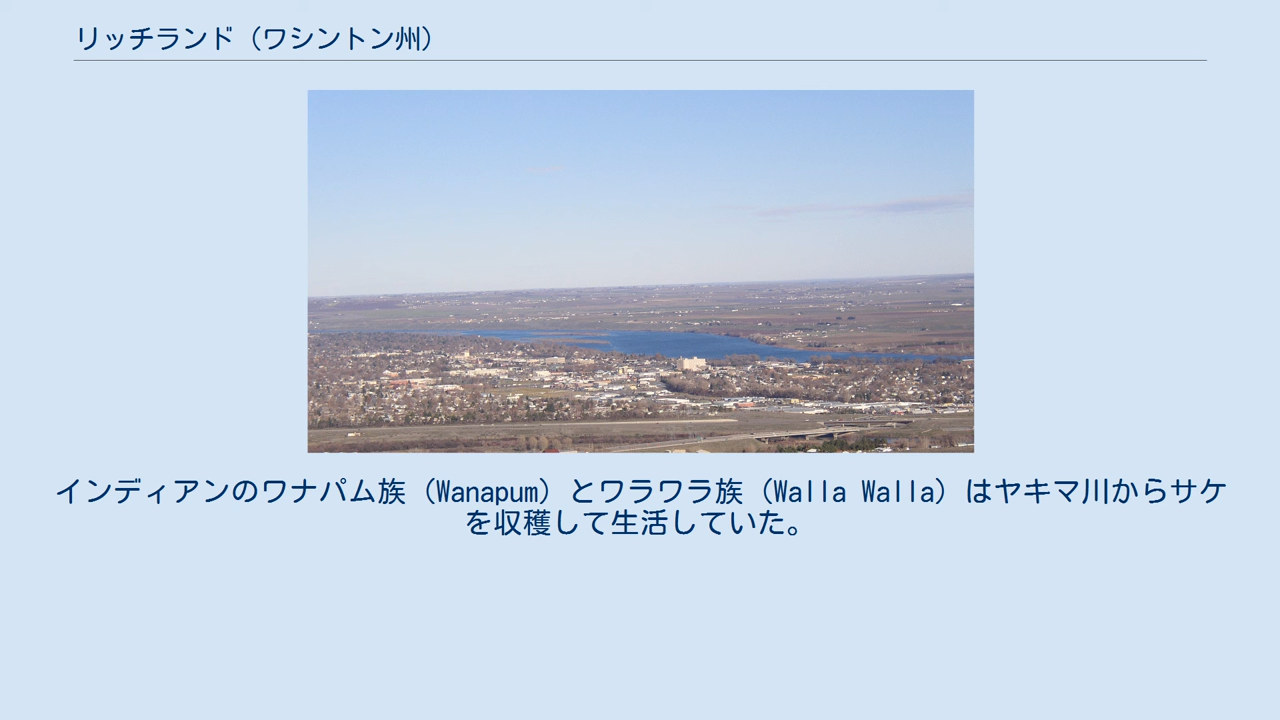 リッチランド（ワシントン州）
インディアンのワナパム族（Wanapum）とワラワラ族（Walla Walla）はヤキマ川からサケ
を収穫して生活していた。